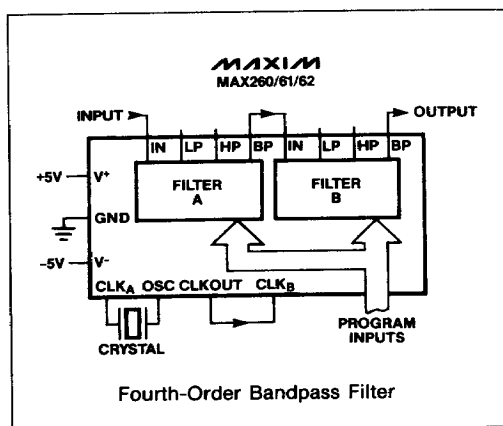 MAXIM
MAX260/61/62
INPUT
OUTPUT
IN LP HP BP IN LP HP BP
FILTER A
FILTER B
+5V V+
GND
-5V V-
CLKA OSC CLKOUT CLKB
CRYSTAL
PROGRAM INPUTS
Fourth-Order Bandpass Filter